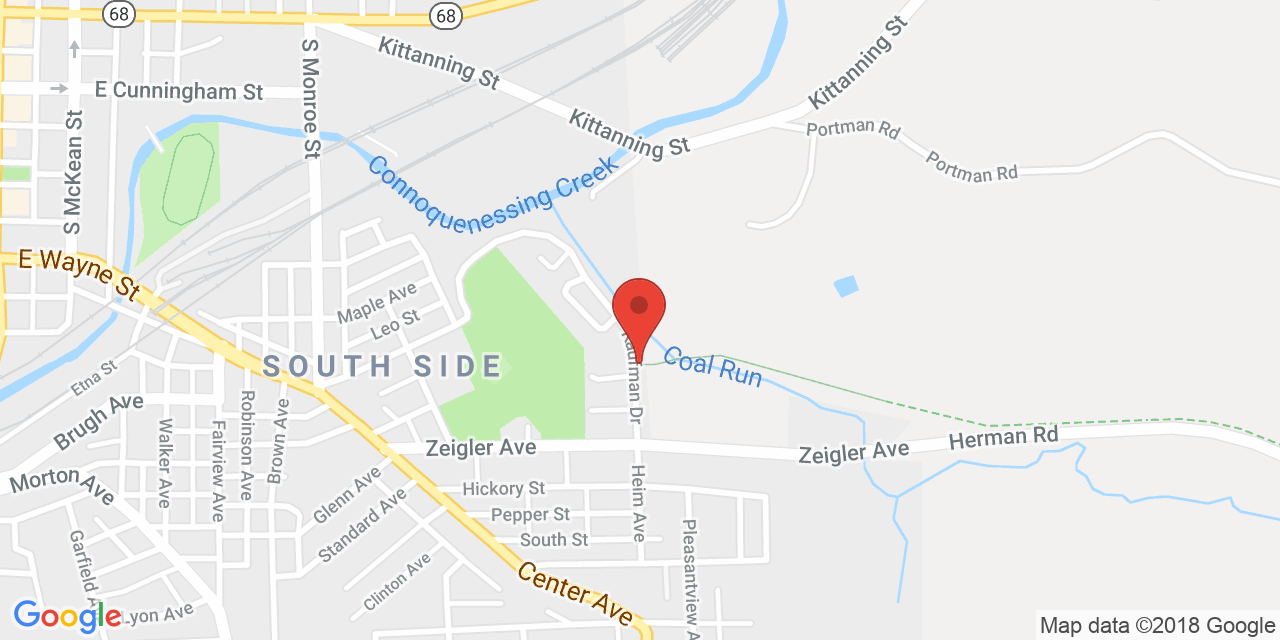 68
68
Kittanning St
Kittanning St
S Monroe St
E Cunningham St
S McKean St
Kittanning St
Portman Rd
Portman Rd
Connoquenessing Creek
E Wayne St
Maple Ave
Leo St
SOUTH SIDE
Kaufman Dr
Coal Run
Etna St
Brugh Ave
Walker Ave
Fairview Ave
Robinson Ave
Brown Ave
Zeigler Ave
Zeigler Ave
Herman Rd
Morton Ave
Glenn Ave
Standard Ave
Hickory St
Pepper St
South St
Heim Ave
Pleasantview A
Garfield A
Lyon Ave
Clinton Ave
Center Ave
Google
Map data ©2018 Google